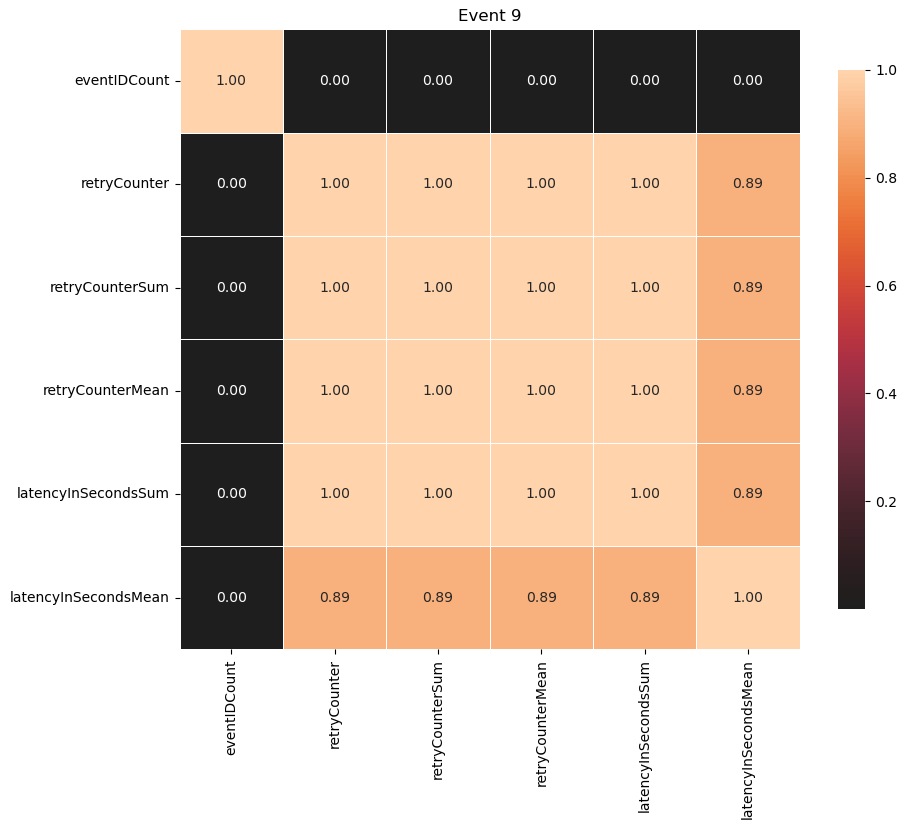 Event 9
eventIDCount 1.00 0.00 0.00 0.00 0.00 0.00
retryCounter 0.00 1.00 1.00 1.00 1.00 0.89
retryCounterSum 0.00 1.00 1.00 1.00 1.00 0.89
retryCounterMean 0.00 1.00 1.00 1.00 1.00 0.89
latencyInSecondsSum 0.00 1.00 1.00 1.00 1.00 0.89
latencyInSecondsMean 0.00 0.89 0.89 0.89 0.89 1.00
eventIDCount
retryCounter
retryCounterSum
retryCounterMean
latencyInSecondsSum
latencyInSecondsMean
1.0
0.8
0.6
0.4
0.2